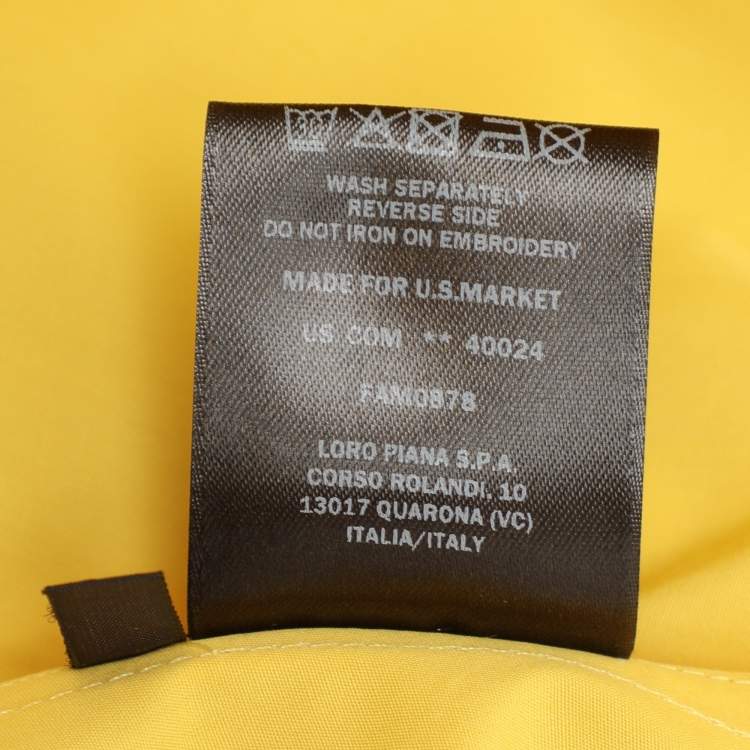 30
WASH SEPARATELY
REVERSE SIDE
DO NOT IRON ON EMBROIDERY
MADE FOR U.S.MARKET
US COM ** 40024
FAM0878
LORO PIANA S.P.A.
CORSO ROLANDI, 10
13017 QUARONA (VC)
ITALIA/ITALY